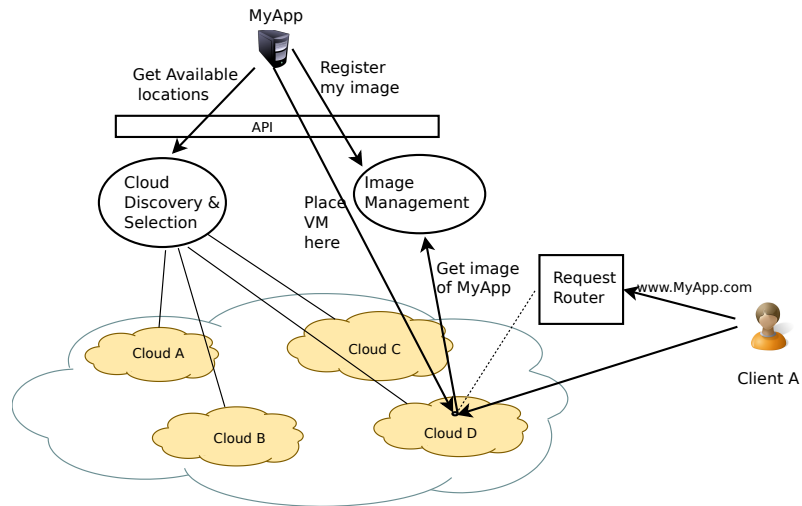 MyApp
Get Available
locations
Register
my image
API
Cloud
Discovery &
Selection
Image
Management
Place
VM
here
Get image
of MyApp
Request
Router
www.MyApp.com
Client A
Cloud A
Cloud C
Cloud B
Cloud D